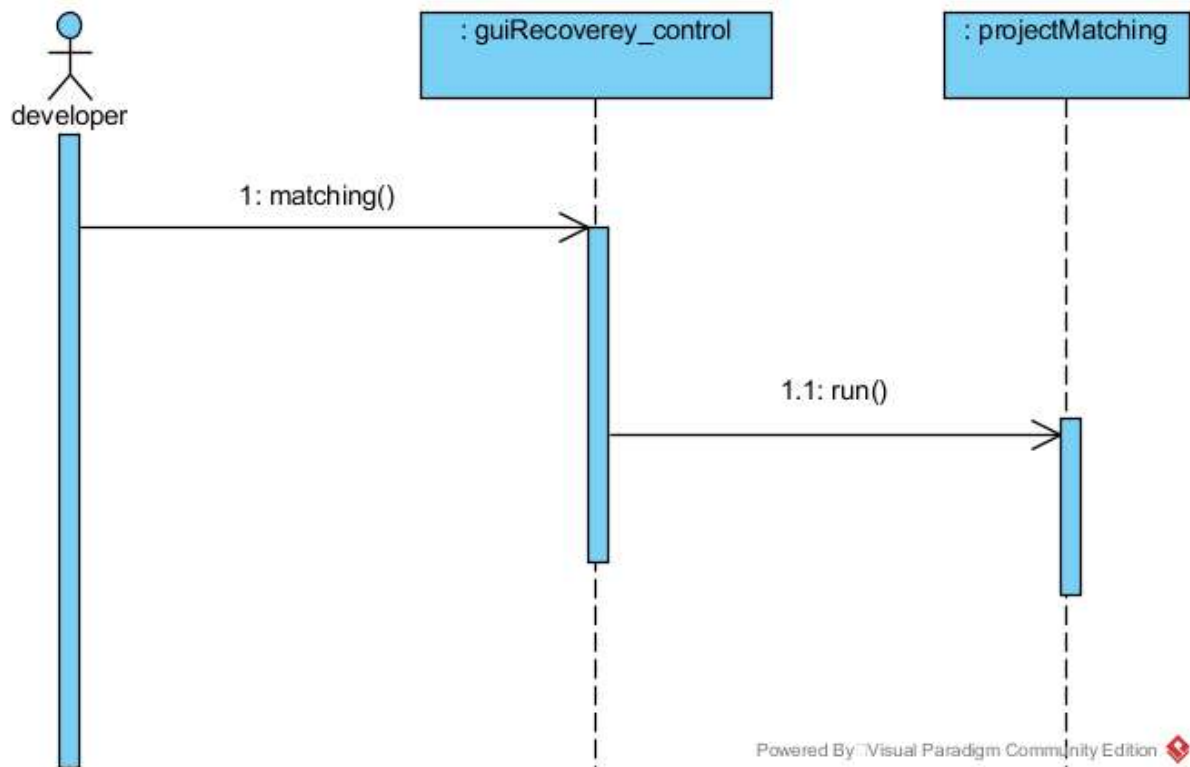 : guiRecoverey_control
: projectMatching
developer
1: matching()
1.1: run()
Powered By Visual Paradigm Community Edition